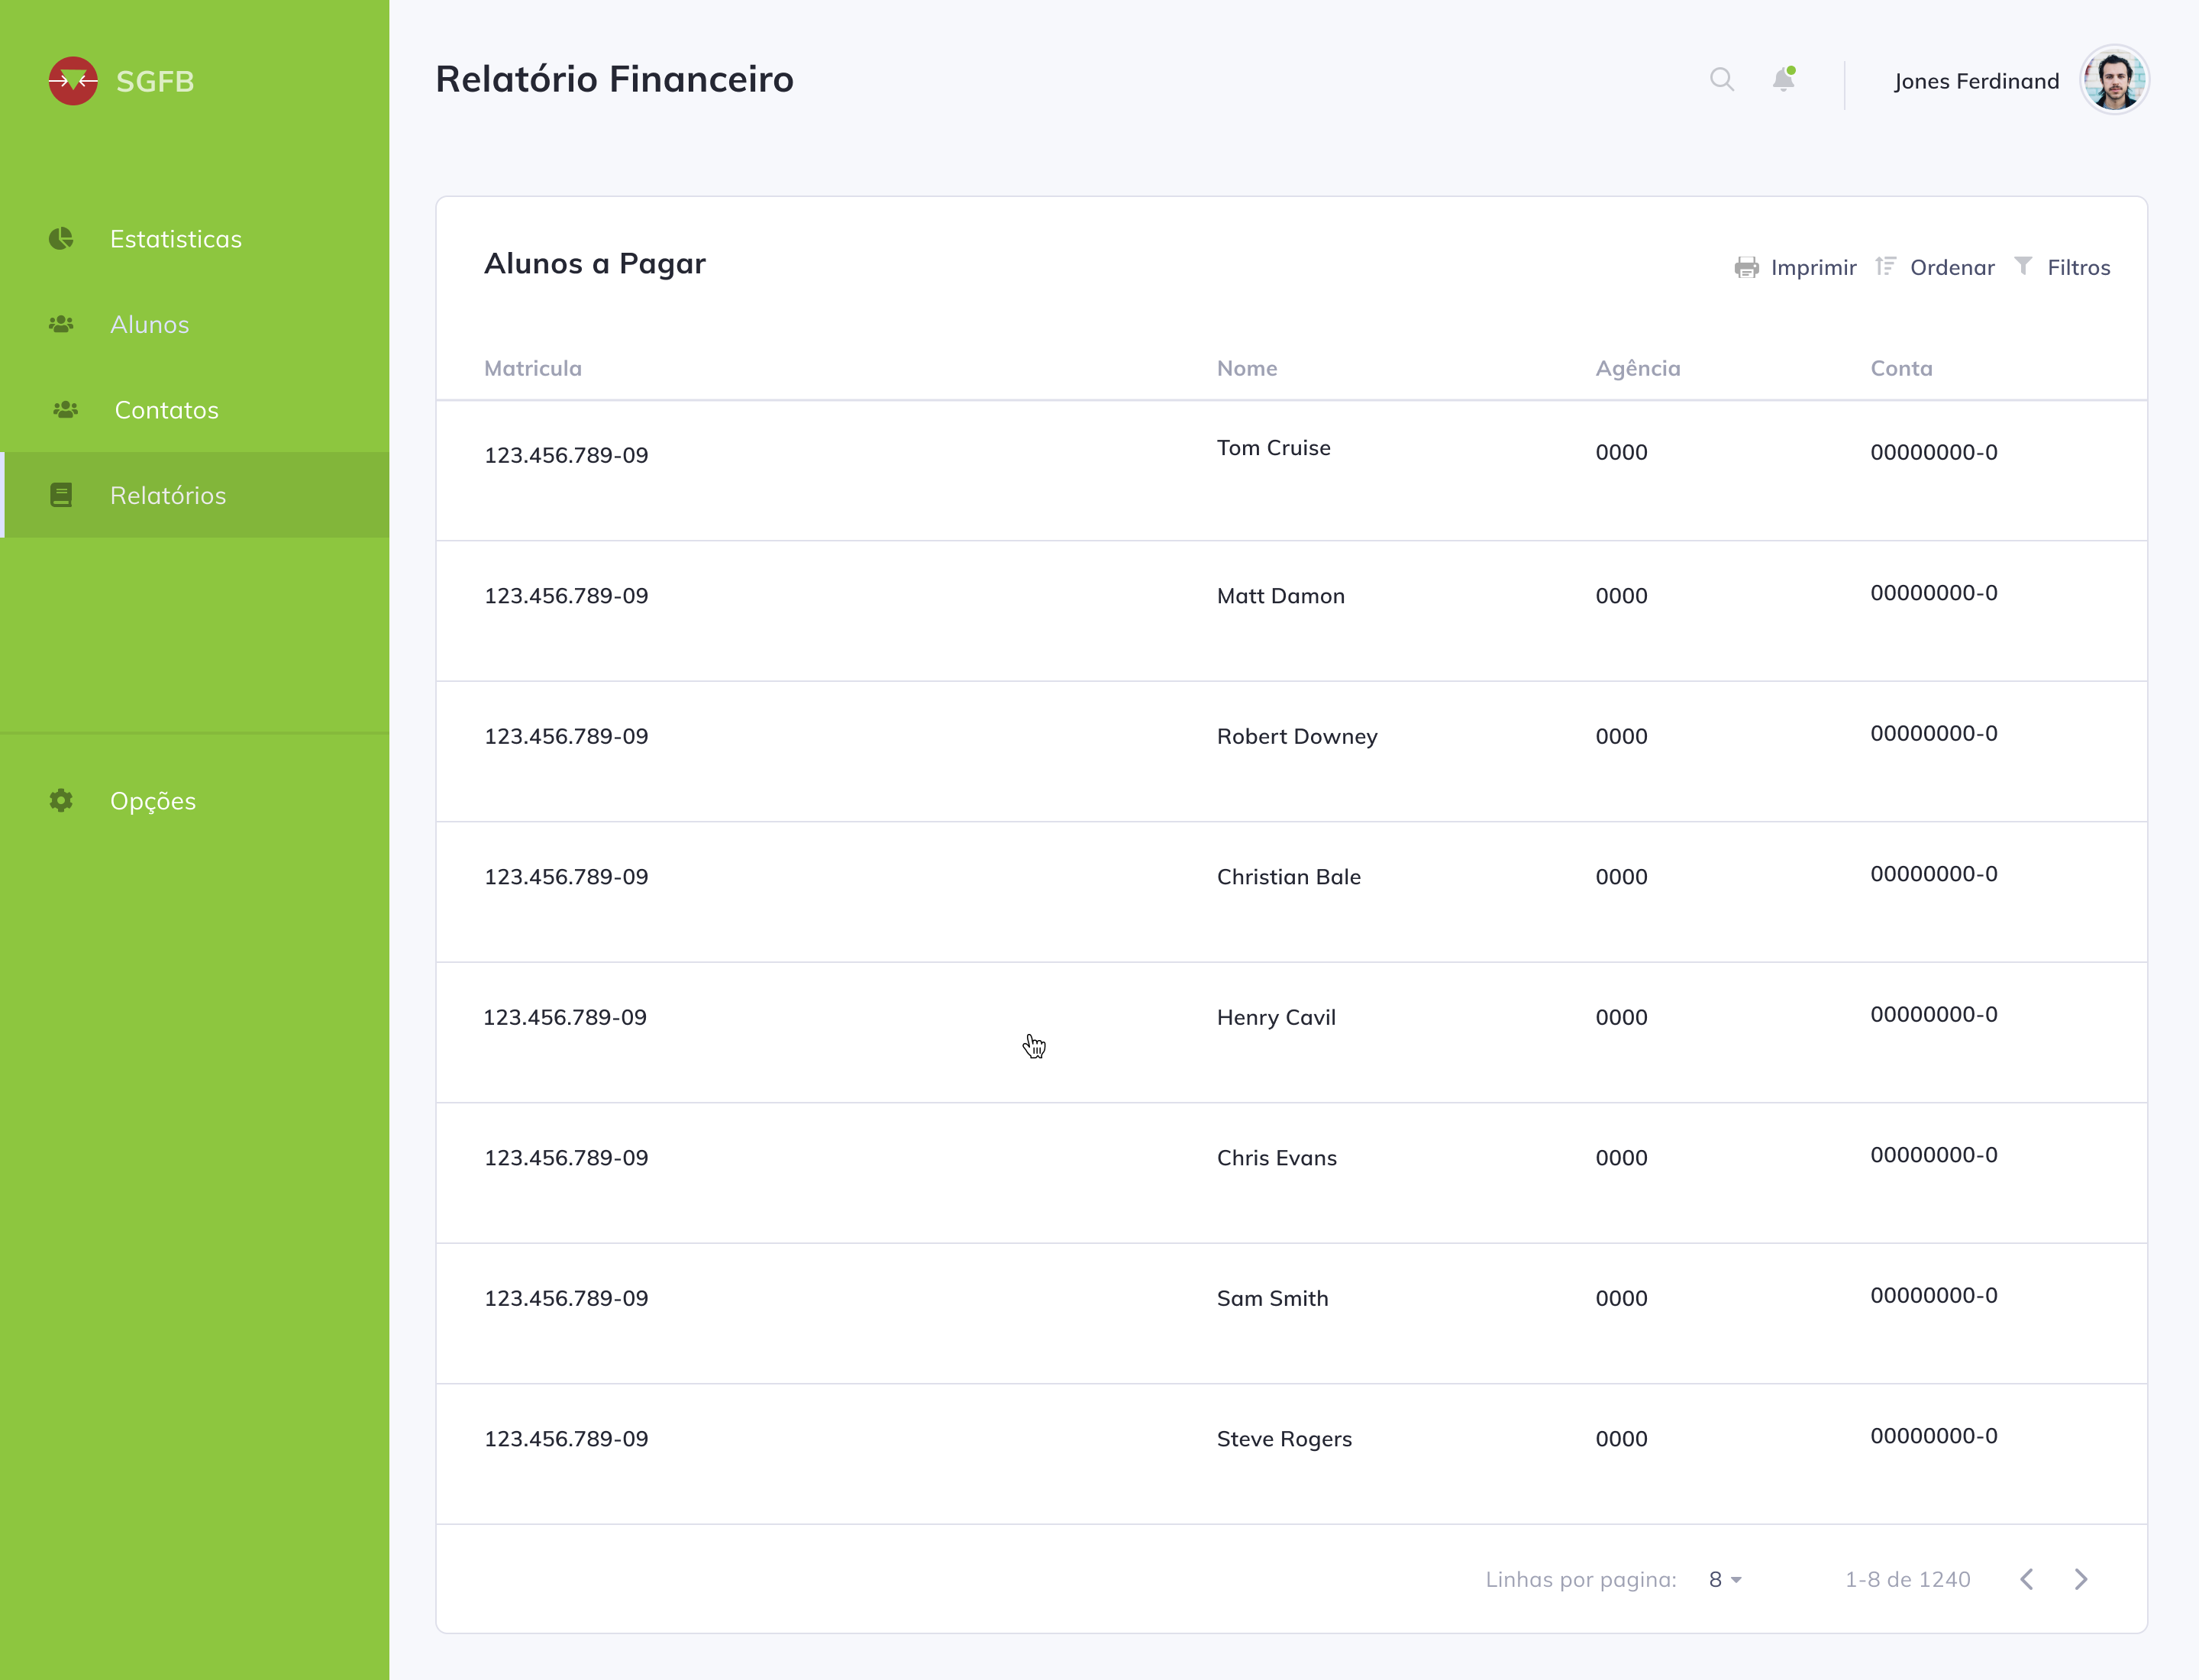 SGFB
Estatisticas
Alunos
Contatos
Relatórios
Opções
Relatório Financeiro
Jones Ferdinand
Alunos a Pagar
Imprimir Ordenar Filtros
Matricula Nome Agência Conta
123.456.789-09 Tom Cruise 0000 00000000-0
123.456.789-09 Matt Damon 0000 00000000-0
123.456.789-09 Robert Downey 0000 00000000-0
123.456.789-09 Christian Bale 0000 00000000-0
123.456.789-09 Henry Cavil 0000 00000000-0
123.456.789-09 Chris Evans 0000 00000000-0
123.456.789-09 Sam Smith 0000 00000000-0
123.456.789-09 Steve Rogers 0000 00000000-0
Linhas por pagina: 8 1-8 de 1240